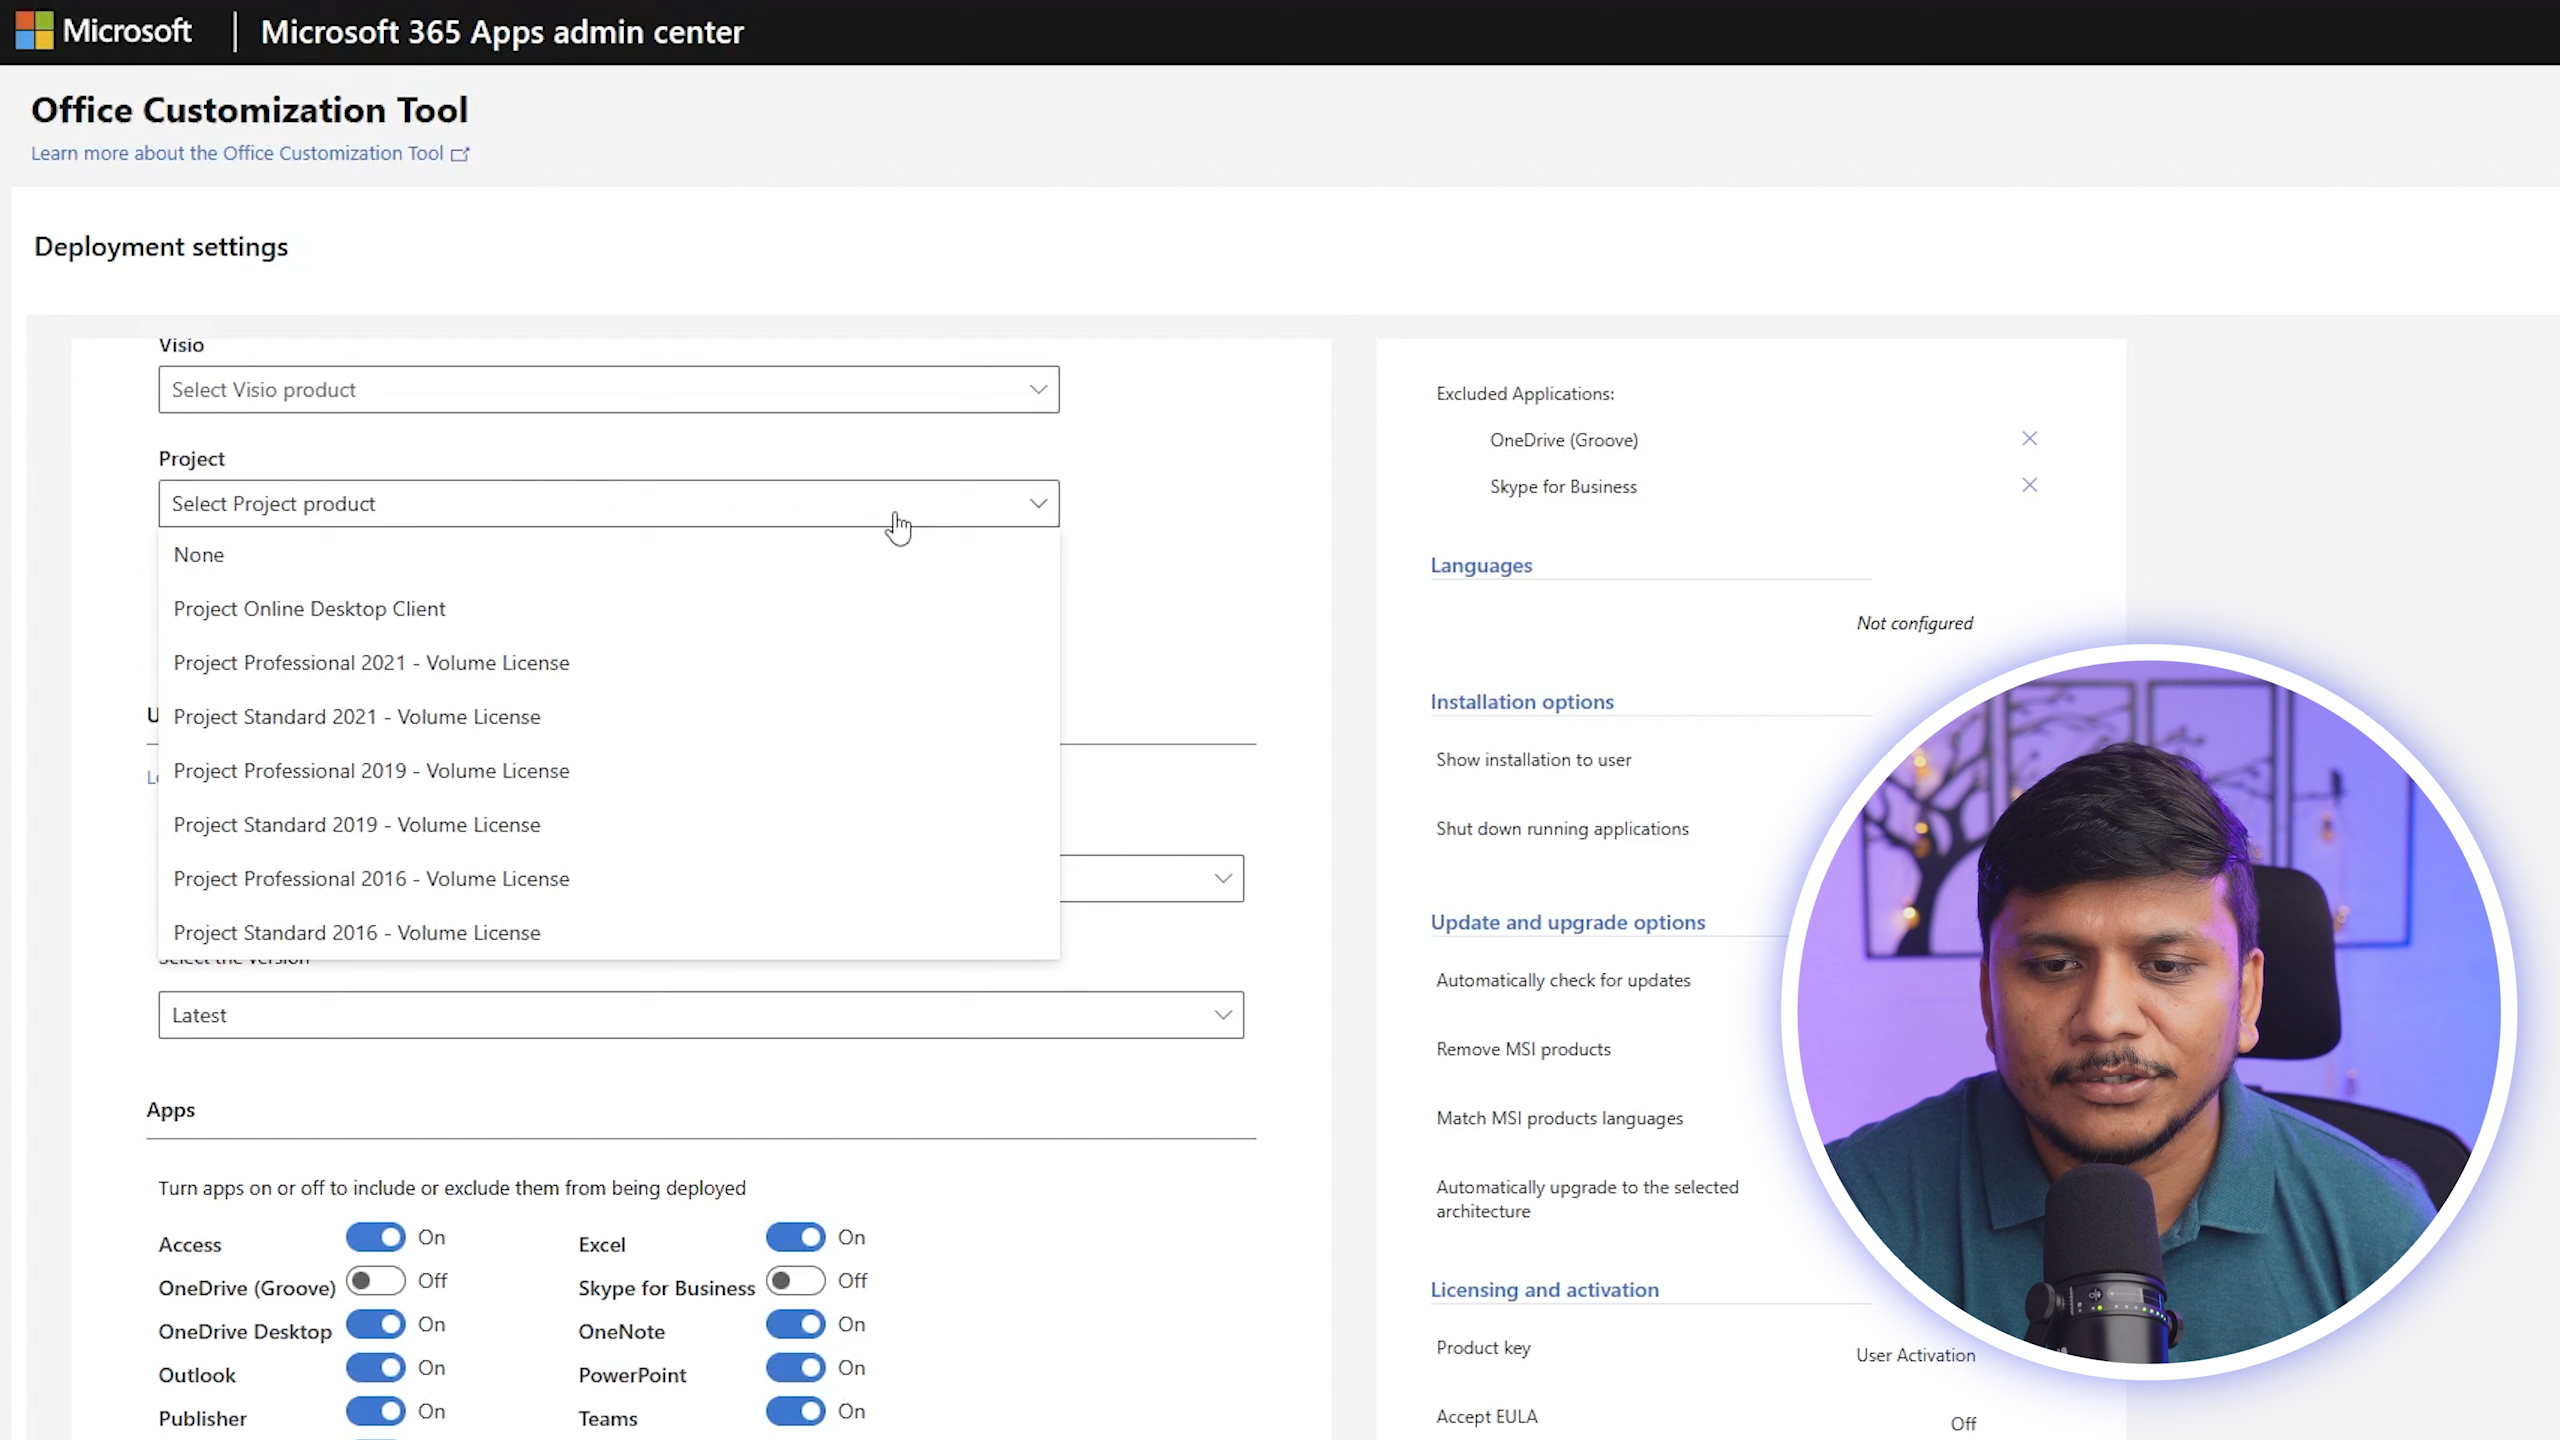 Microsoft | Microsoft 365 Apps admin center
Office Customization Tool
Learn more about the Office Customization Tool
Deployment settings
Visio
Select Visio product
Project
Select Project product
None
Project Online Desktop Client
Project Professional 2021 - Volume License
U
Project Standard 2021 - Volume License
Project Professional 2019 - Volume License
Project Standard 2019 - Volume License
Project Professional 2016 - Volume License
Project Standard 2016 - Volume License
Select the version
Latest
Apps
Turn apps on or off to include or exclude them from being deployed
Access On Excel On
OneDrive (Groove) Off Skype for Business Off
OneDrive Desktop On OneNote On
Outlook On PowerPoint On
Publisher On Teams On
Excluded Applications:
OneDrive (Groove)
Skype for Business
Languages
Not configured
Installation options
Show installation to user
Shut down running applications
Update and upgrade options
Automatically check for updates
Remove MSI products
Match MSI products languages
Automatically upgrade to the selected
architecture
Licensing and activation
Product key User Activation
Accept EULA Off